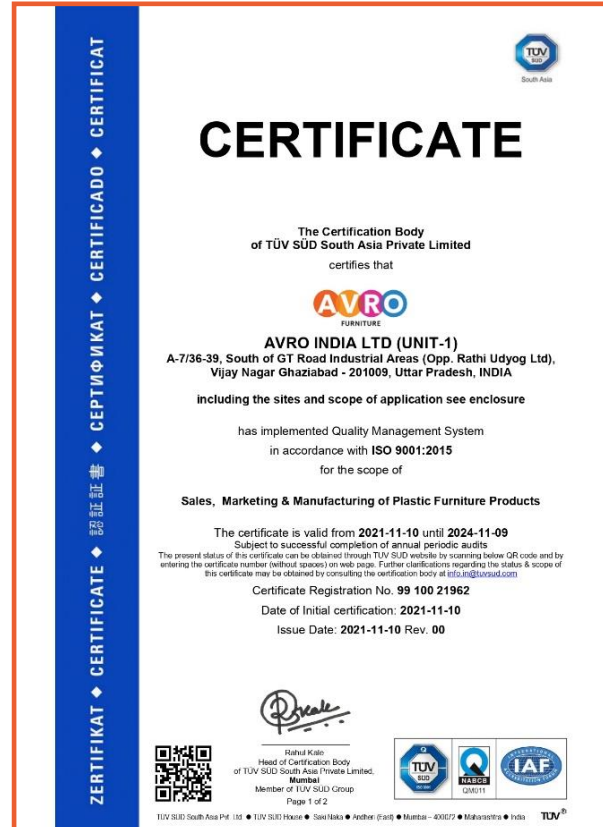 ZERTIFIKAT ◆ CERTIFICATE ◆ 認証証書 ◆ СЕРТИФИКАТ ◆ CERTIFICADO ◆ CERTIFICAT
TÜV
SÜD
South Asia
CERTIFICATE
The Certification Body
of TÜV SÜD South Asia Private Limited
certifies that
AVRO
FURNITURE
AVRO INDIA LTD (UNIT-1)
A-7/36-39, South of GT Road Industrial Areas (Opp. Rathi Udyog Ltd),
Vijay Nagar Ghaziabad - 201009, Uttar Pradesh, INDIA
including the sites and scope of application see enclosure
has implemented Quality Management System
in accordance with ISO 9001:2015
for the scope of
Sales, Marketing & Manufacturing of Plastic Furniture Products
The certificate is valid from 2021-11-10 until 2024-11-09
Subject to successful completion of annual periodic audits
The present status of this certificate can be obtained through TUV SUD website by scanning below QR code and by
entering the certificate number (without spaces) on web page. Further clarifications regarding the status & scope of
this certificate may be obtained by consulting the certification body at info.in@tuvsud.com
Certificate Registration No. 99 100 21962
Date of Initial certification: 2021-11-10
Issue Date: 2021-11-10 Rev. 00
Rahul Kale
Head of Certification Body
of TÜV SÜD South Asia Private Limited,
Mumbai
Member of TÜV SÜD Group
Page 1 of 2
TÜV
SÜD
NABCB
QM011
IAF
TÜV SÜD South Asia Pvt. Ltd. ● TÜV SÜD House ● Saki Naka ● Andheri (East) ● Mumbai – 400072 ● Maharashtra ● India TÜV®